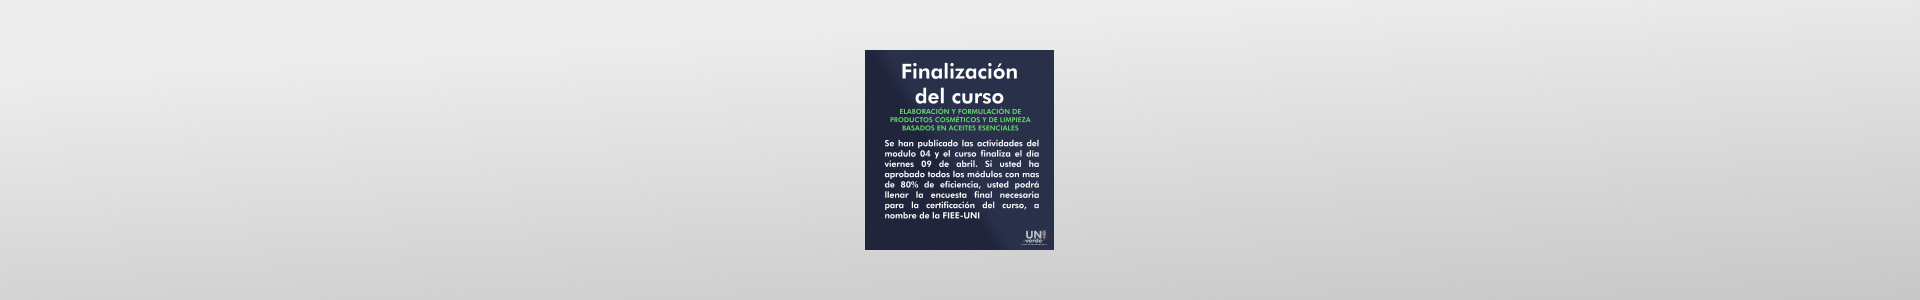 Finalización
del curso
ELABORACIÓN Y FORMULACIÓN DE
PRODUCTOS COSMÉTICOS Y DE LIMPIEZA
BASADOS EN ACEITES ESENCIALES
Se han publicado las actividades del
modulo 04 y el curso finaliza el día
viernes 09 de abril. Si usted ha
aprobado todos los módulos con mas
de 80% de eficiencia, usted podrá
llenar la encuesta final necesaria
para la certificación del curso, a
nombre de la FIEE-UNI
UNI
verde